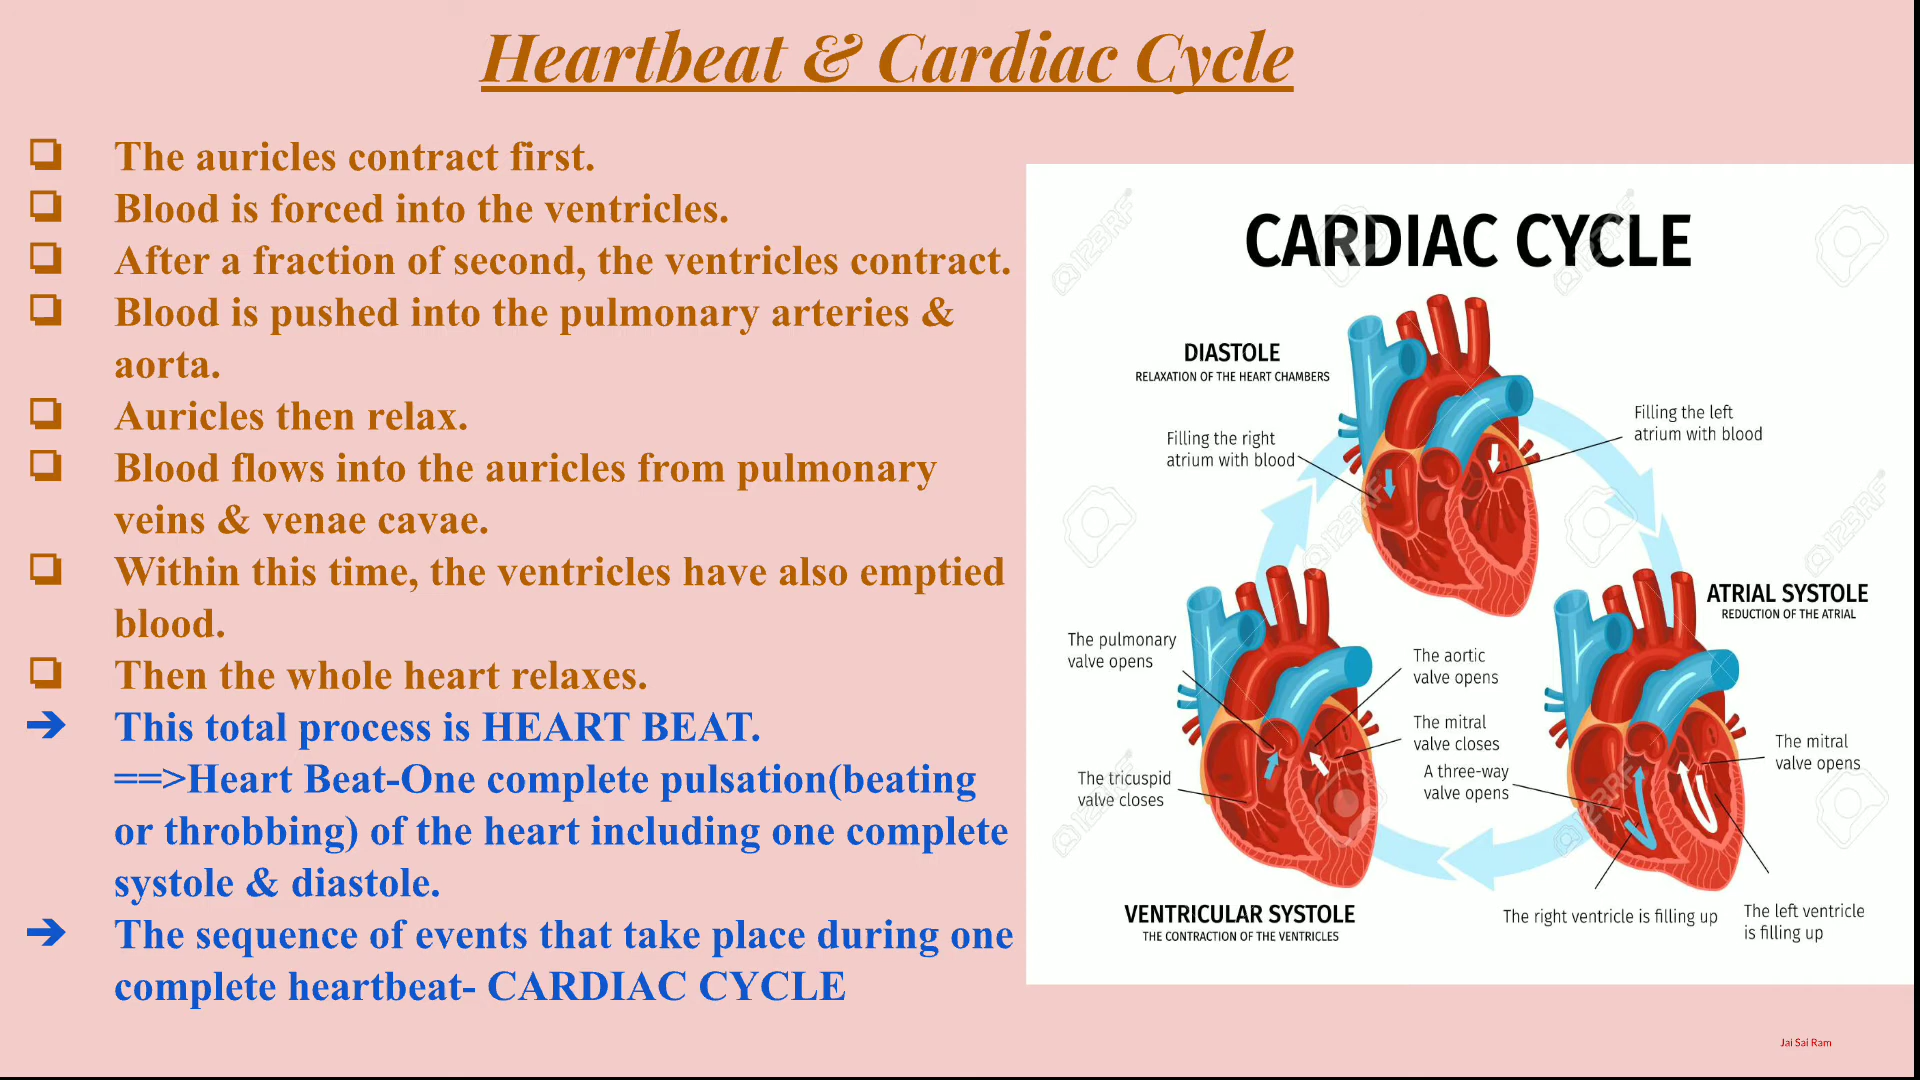 Heartbeat & Cardiac Cycle
The auricles contract first.
Blood is forced into the ventricles.
After a fraction of second, the ventricles contract.
Blood is pushed into the pulmonary arteries &
aorta.
Auricles then relax.
Blood flows into the auricles from pulmonary
veins & venae cavae.
Within this time, the ventricles have also emptied
blood.
Then the whole heart relaxes.
This total process is HEART BEAT.
==>Heart Beat-One complete pulsation(beating
or throbbing) of the heart including one complete
systole & diastole.
The sequence of events that take place during one
complete heartbeat- CARDIAC CYCLE
CARDIAC CYCLE
DIASTOLE
RELAXATION OF THE HEART CHAMBERS
Filling the right
atrium with blood
Filling the left
atrium with blood
ATRIAL SYSTOLE
REDUCTION OF THE ATRIAL
The pulmonary
valve opens
The aortic
valve opens
The mitral
valve closes
The tricuspid
valve closes
A three-way
valve opens
The mitral
valve opens
VENTRICULAR SYSTOLE
THE CONTRACTION OF THE VENTRICLES
The right ventricle is filling up
The left ventricle
is filling up
123RF
123RF
123RF
123RF
123RF
123RF
Jai Sai Ram